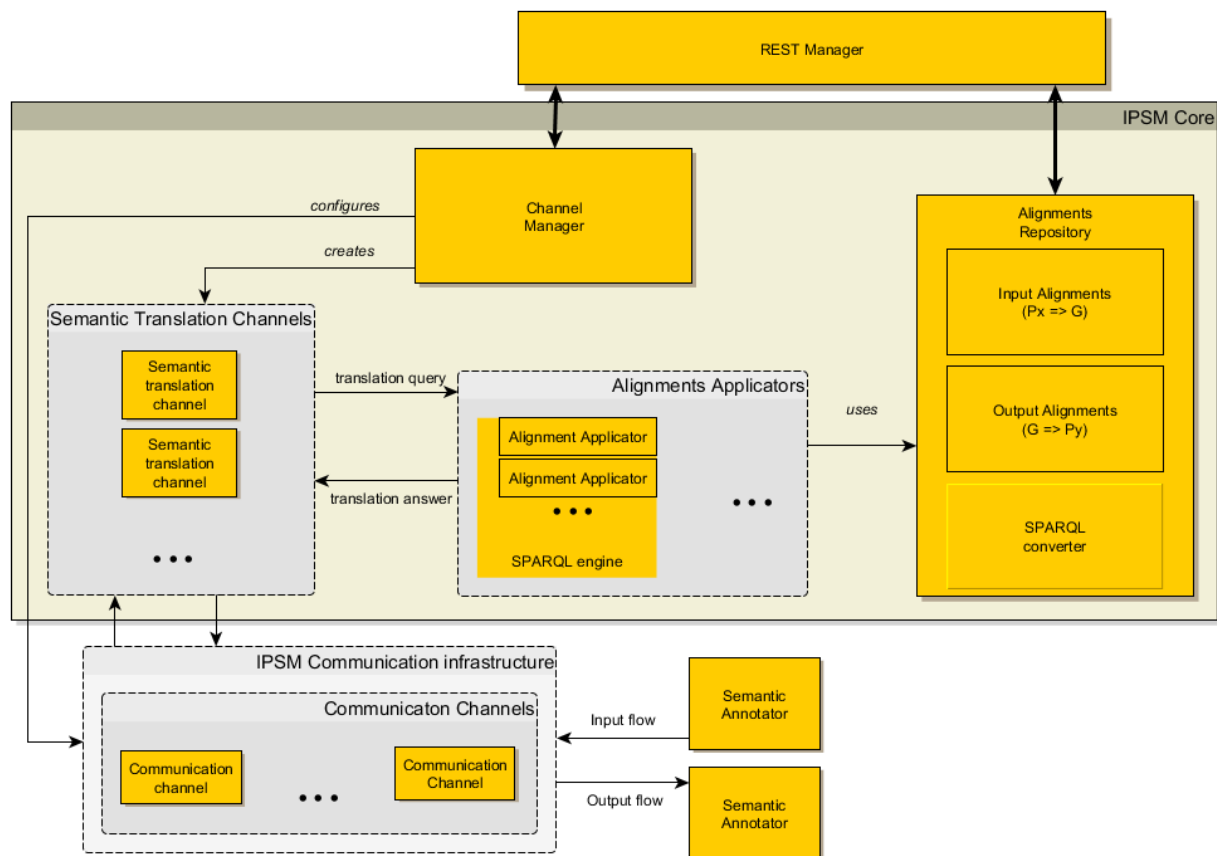 REST Manager
IPSM Core
configures
Channel
Manager
creates
Alignments
Repository
Input Alignments
(Px => G)
Semantic Translation Channels
Semantic
translation
channel
translation query
Alignments Applicators
uses
Output Alignments
(G => Py)
Alignment Applicator
Semantic
translation
channel
Alignment Applicator
translation answer
SPARQL engine
SPARQL
converter
IPSM Communication infrastructure
Communicaton Channels
Communication
channel
Communication
Channel
Input flow
Semantic
Annotator
Output flow
Semantic
Annotator